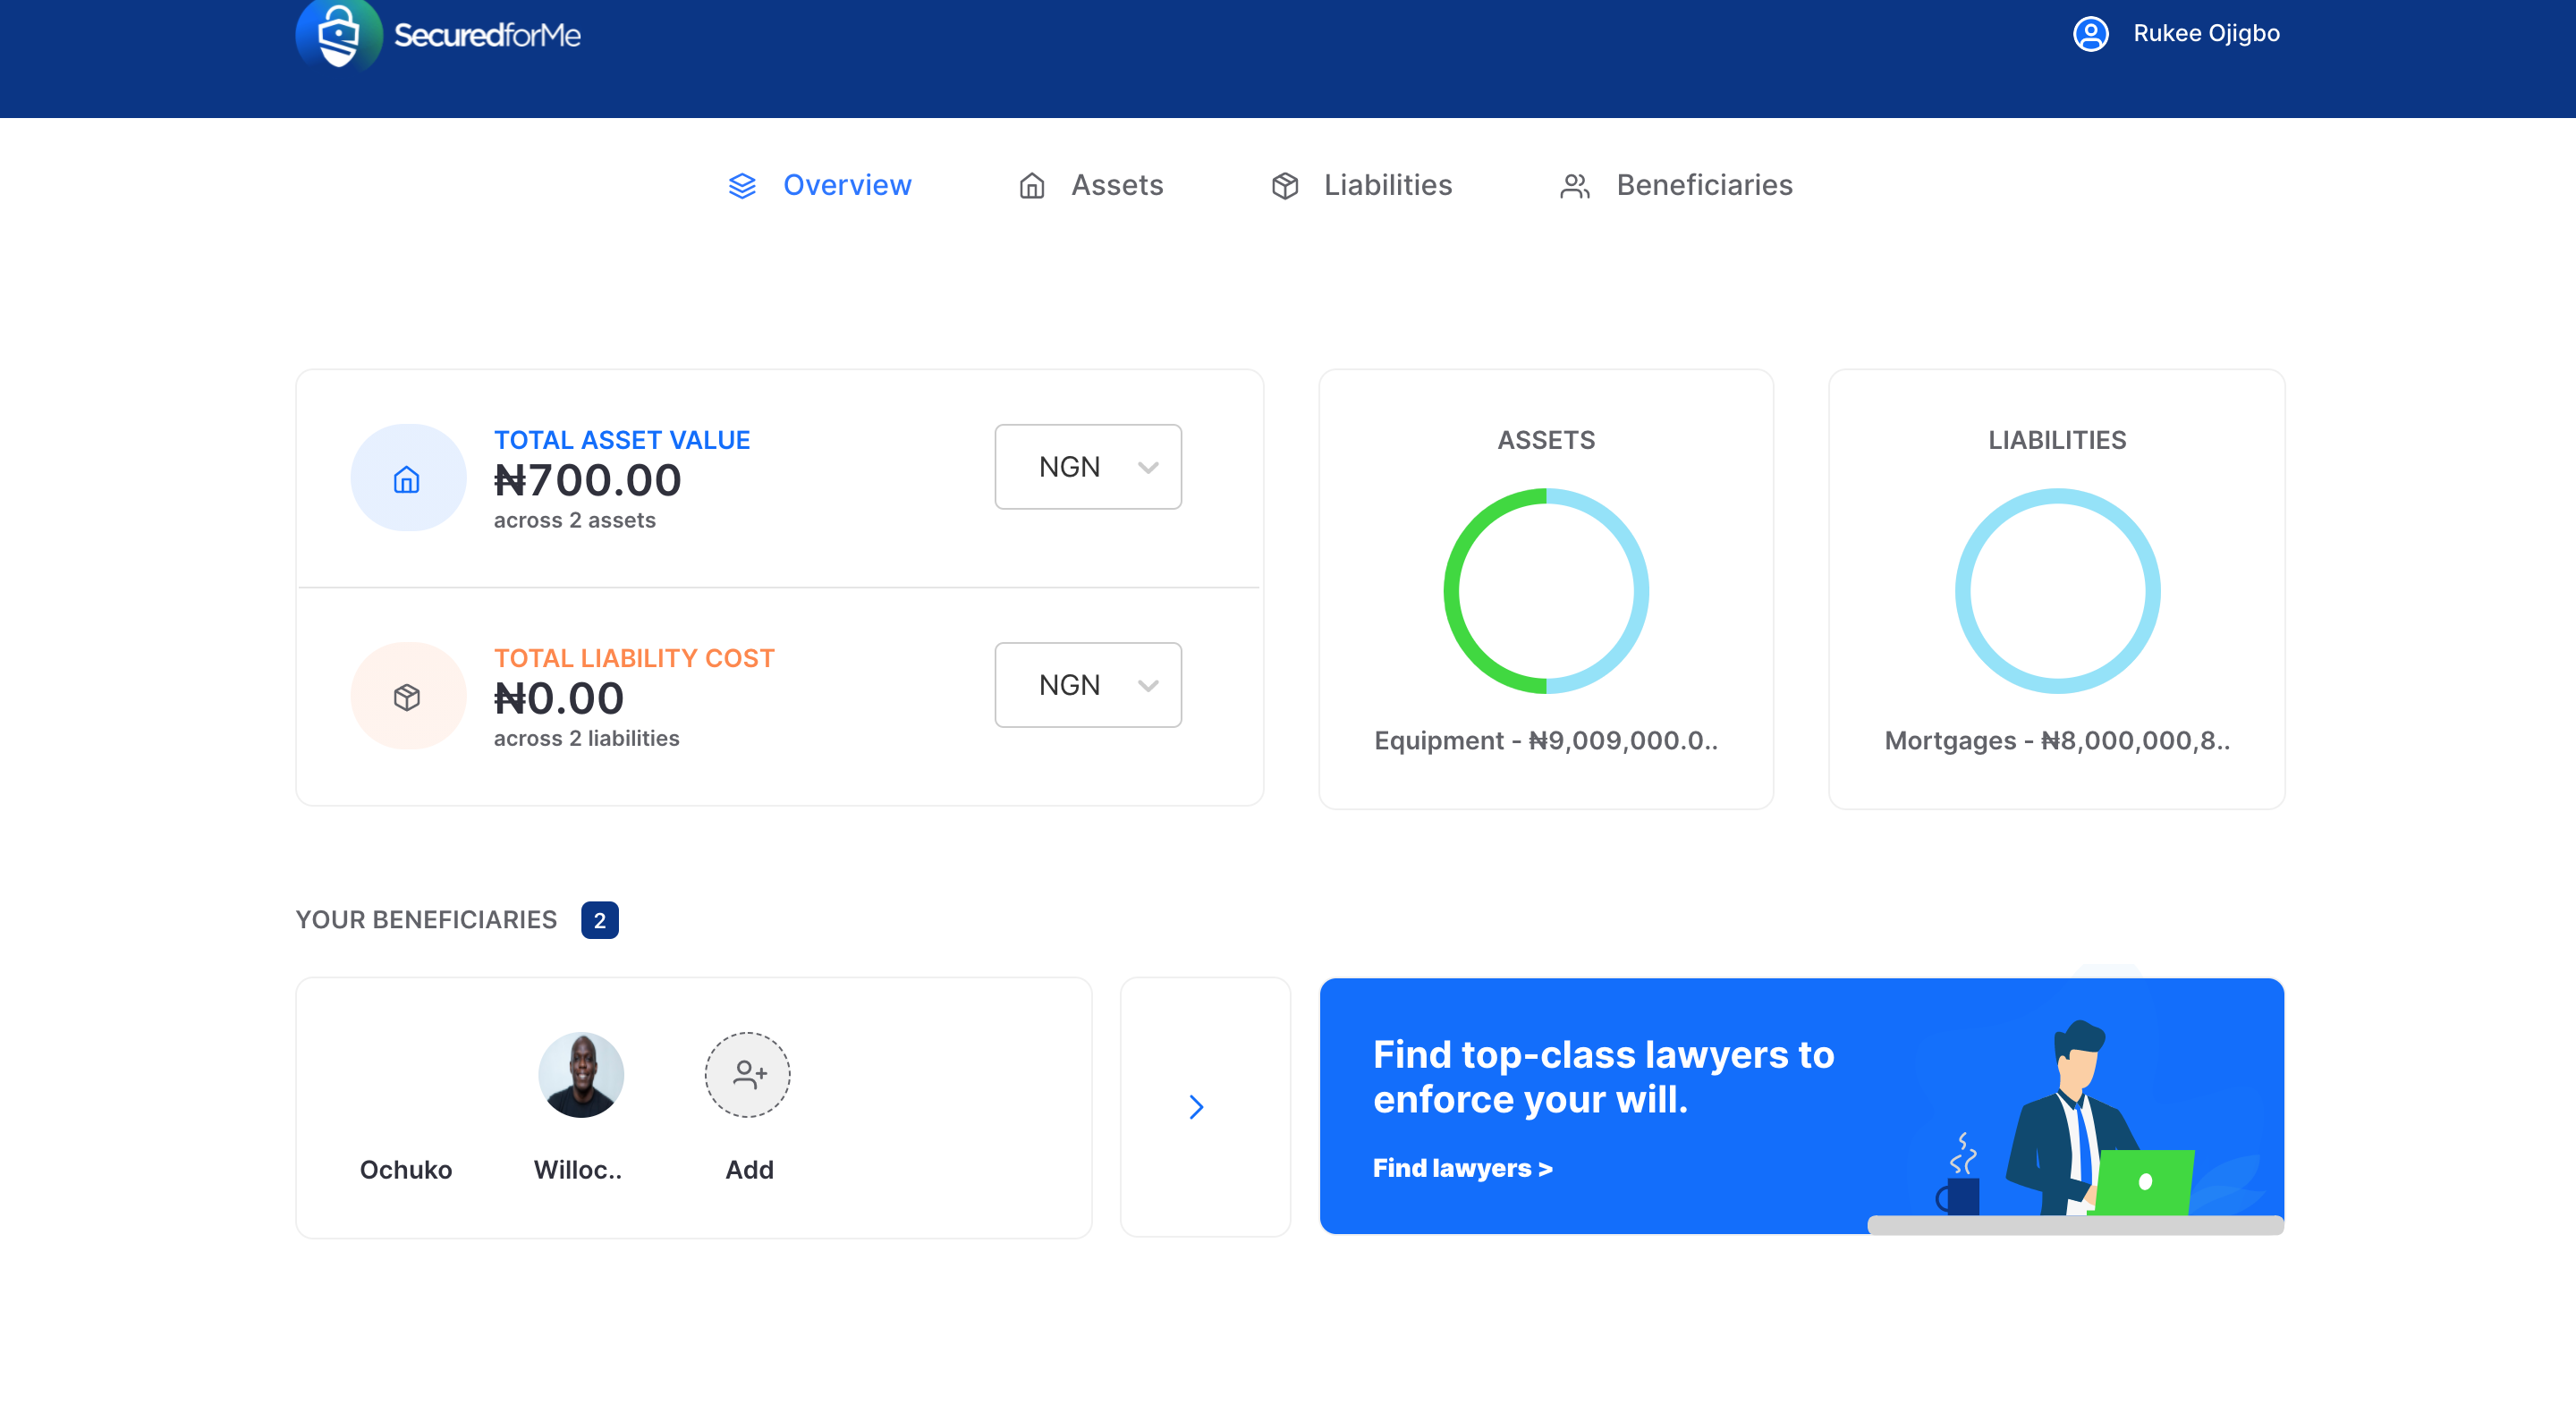 SecuredforMe
Rukee Ojigbo
Overview
Assets
Liabilities
Beneficiaries
TOTAL ASSET VALUE
₦700.00
across 2 assets
NGN
TOTAL LIABILITY COST
₦0.00
across 2 liabilities
NGN
ASSETS
Equipment - ₦9,009,000.0..
LIABILITIES
Mortgages - ₦8,000,000,8..
YOUR BENEFICIARIES 2
Ochuko
Willoc..
Add
Find top-class lawyers to
enforce your will.
Find lawyers >